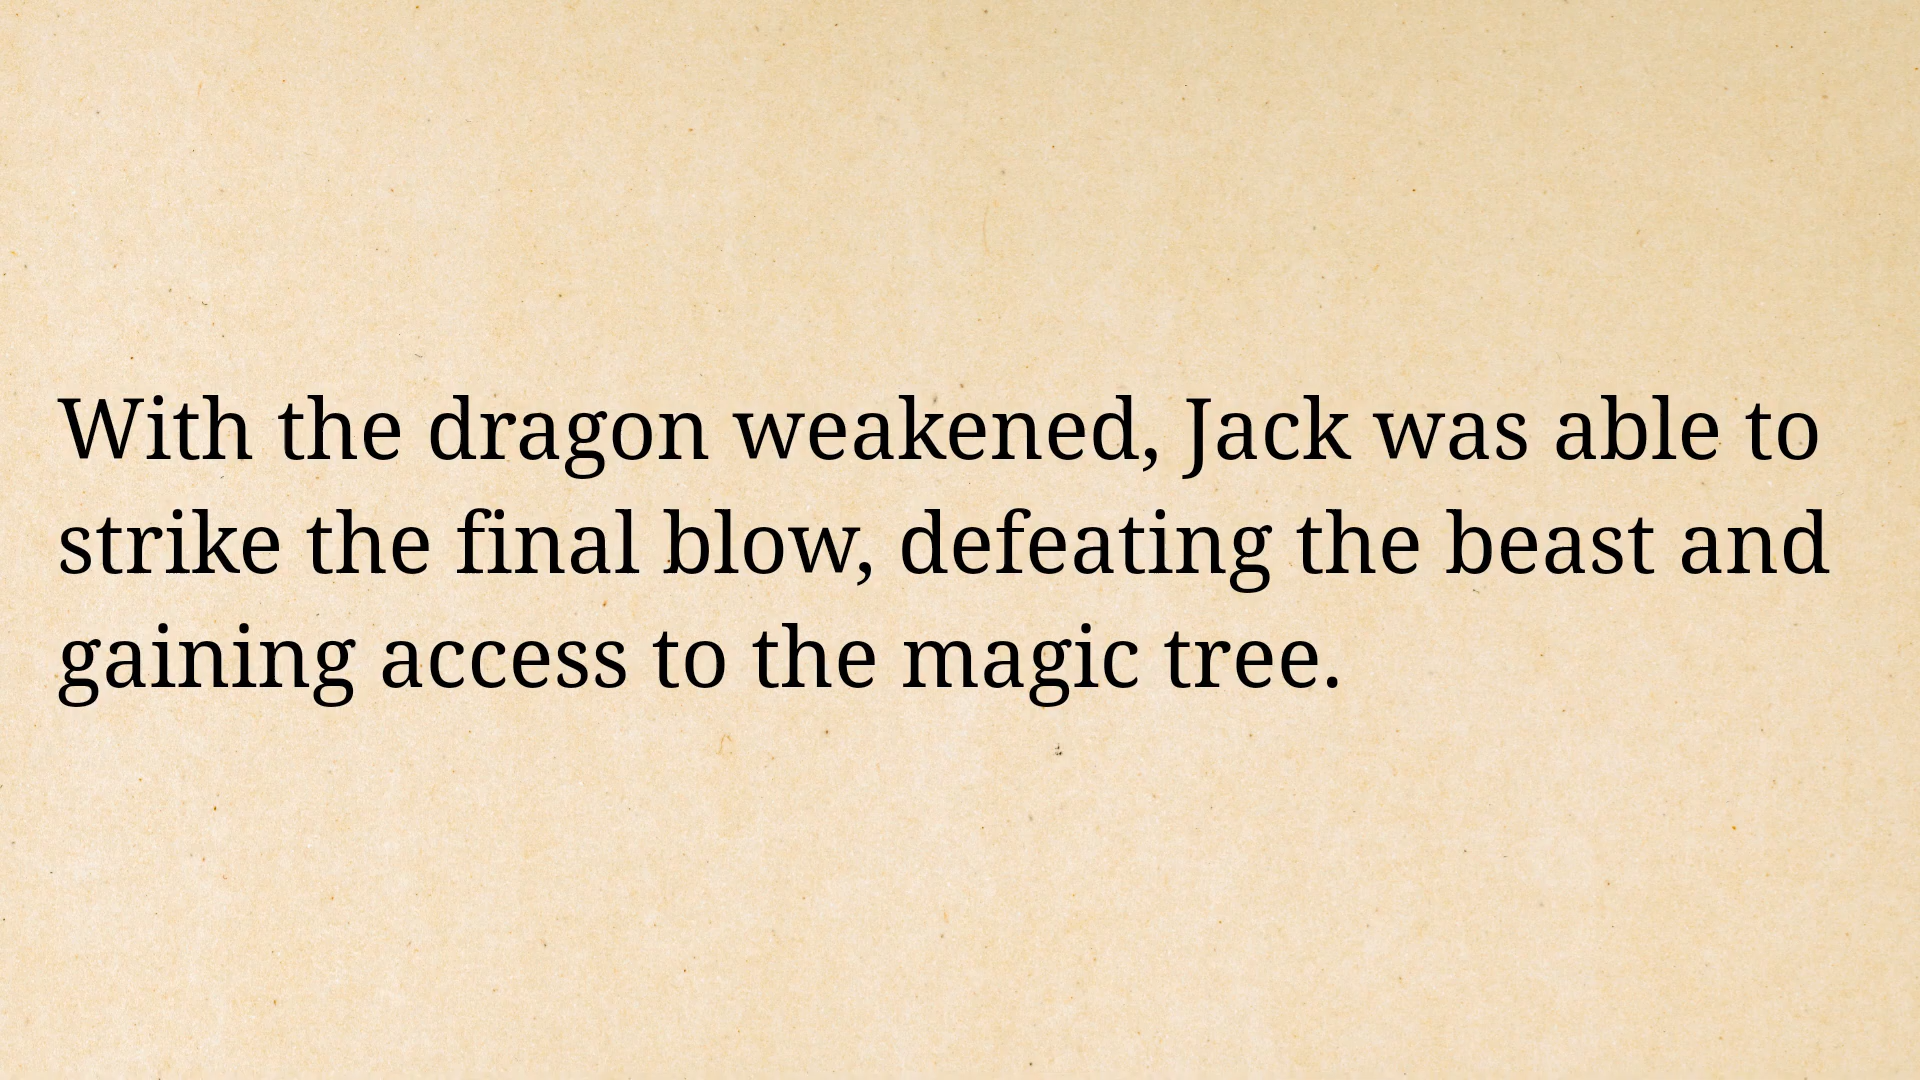 With the dragon weakened, Jack was able to
strike the final blow, defeating the beast and
gaining access to the magic tree.